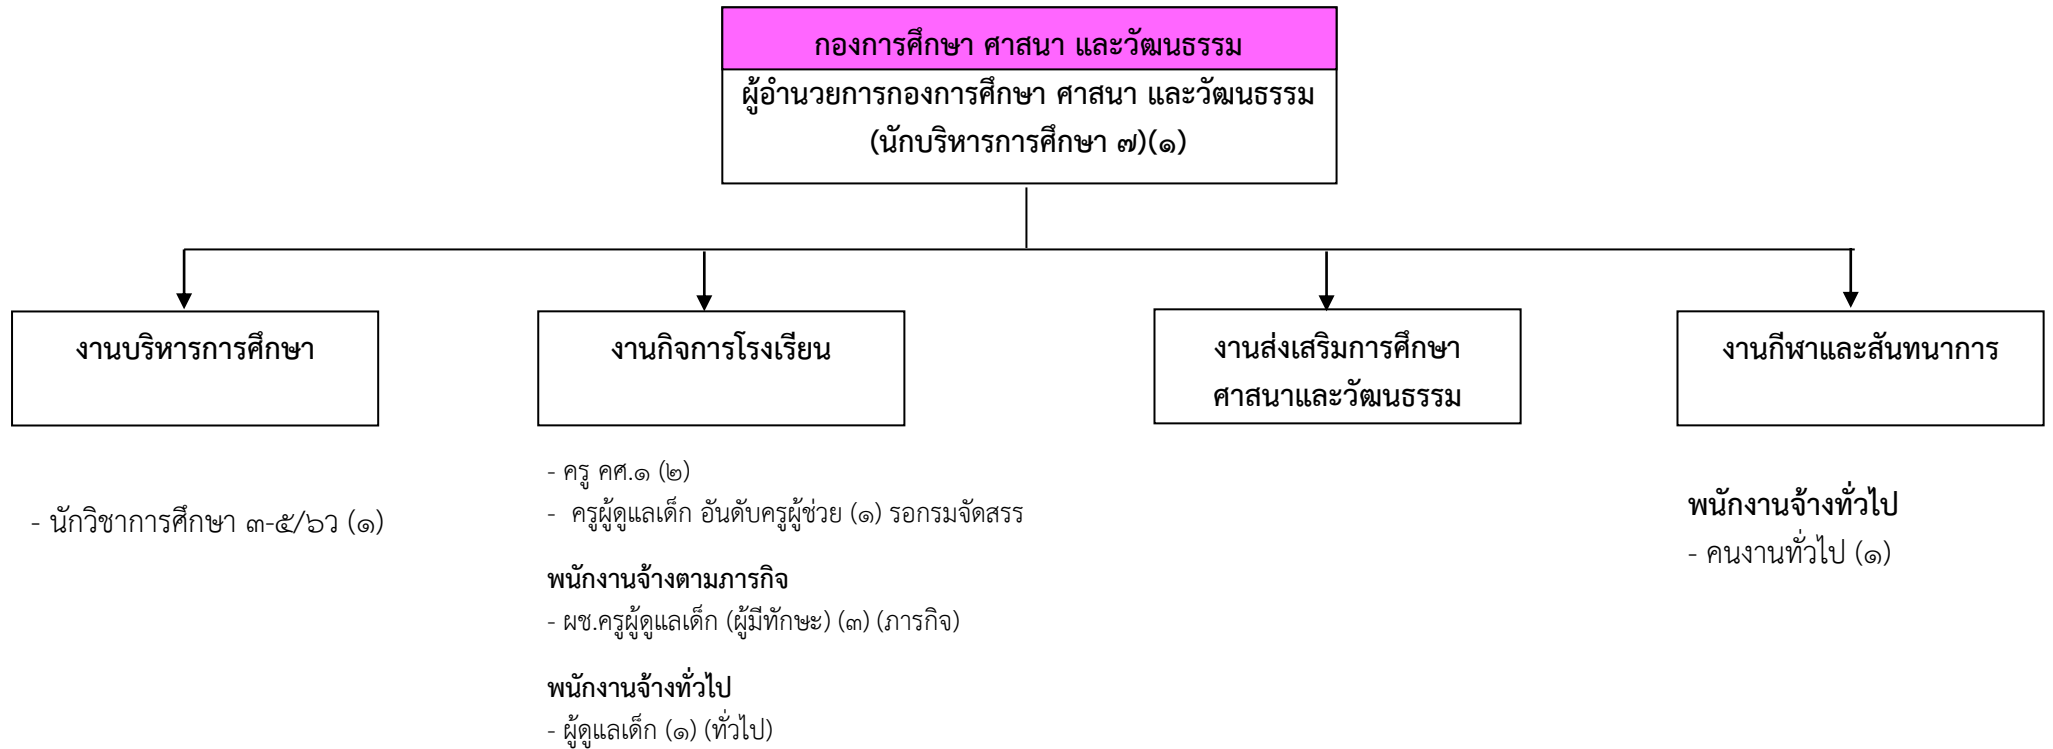 กองการศึกษา ศาสนา และวัฒนธรรม
ผู้อำนวยการกองการศึกษา ศาสนา และวัฒนธรรม
(นักบริหารการศึกษา ๗)(๑)
งานบริหารการศึกษา
- นักวิชาการศึกษา ๓-๕/๖ว (๑)
งานกิจการโรงเรียน
- ครู คศ.๑ (๒)
- ครูผู้ดูแลเด็ก อันดับครูผู้ช่วย (๑) รอกรมจัดสรร
พนักงานจ้างตามภารกิจ
- ผช.ครูผู้ดูแลเด็ก (ผู้มีทักษะ) (๓) (ภารกิจ)
พนักงานจ้างทั่วไป
- ผู้ดูแลเด็ก (๑) (ทั่วไป)
งานส่งเสริมการศึกษา
ศาสนาและวัฒนธรรม
งานกีฬาและสันทนาการ
พนักงานจ้างทั่วไป
- คนงานทั่วไป (๑)